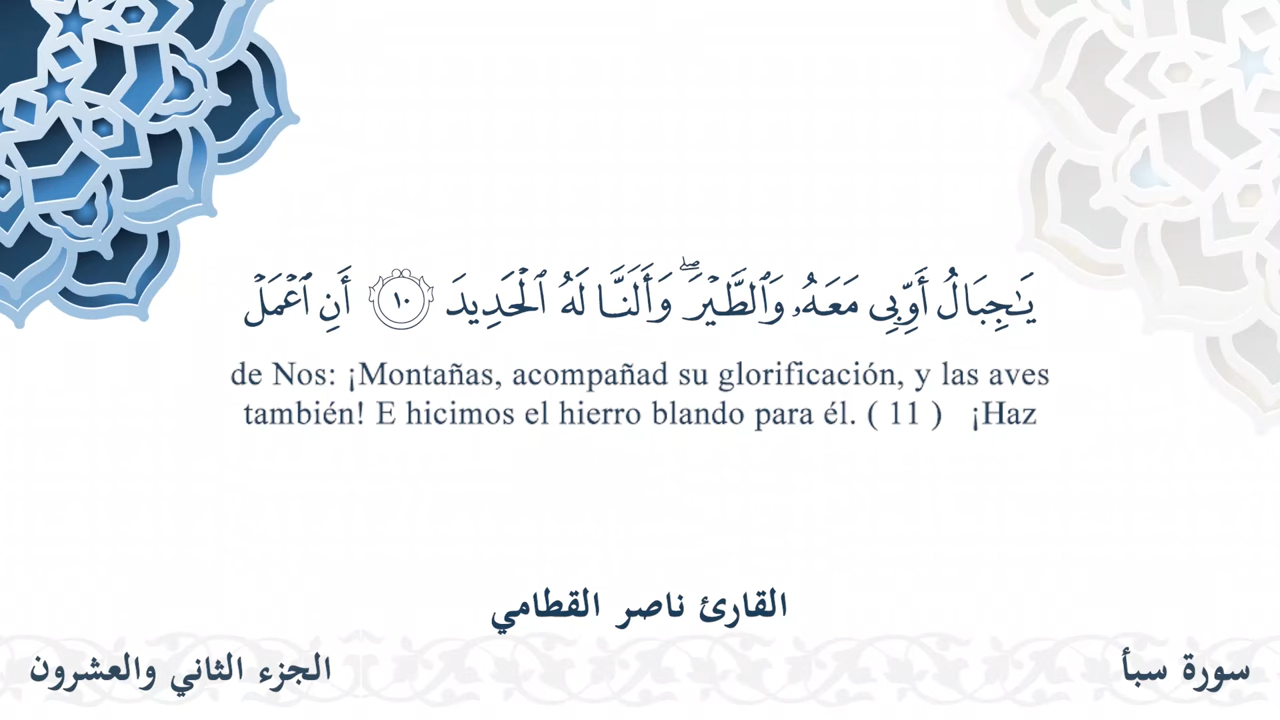 يَـٰجِبَالُ أَوِّبِى مَعَهُۥ وَٱلطَّيْرَ ۖ وَأَلَنَّا لَهُ ٱلْحَدِيدَ ١٠ أَنِ ٱعْمَلْ
de Nos: ¡Montañas, acompañad su glorificación, y las aves
también! E hicimos el hierro blando para él. ( 11 ) ¡Haz
القارئ ناصر القطامي
سورة سبأ
الجزء الثاني والعشرون